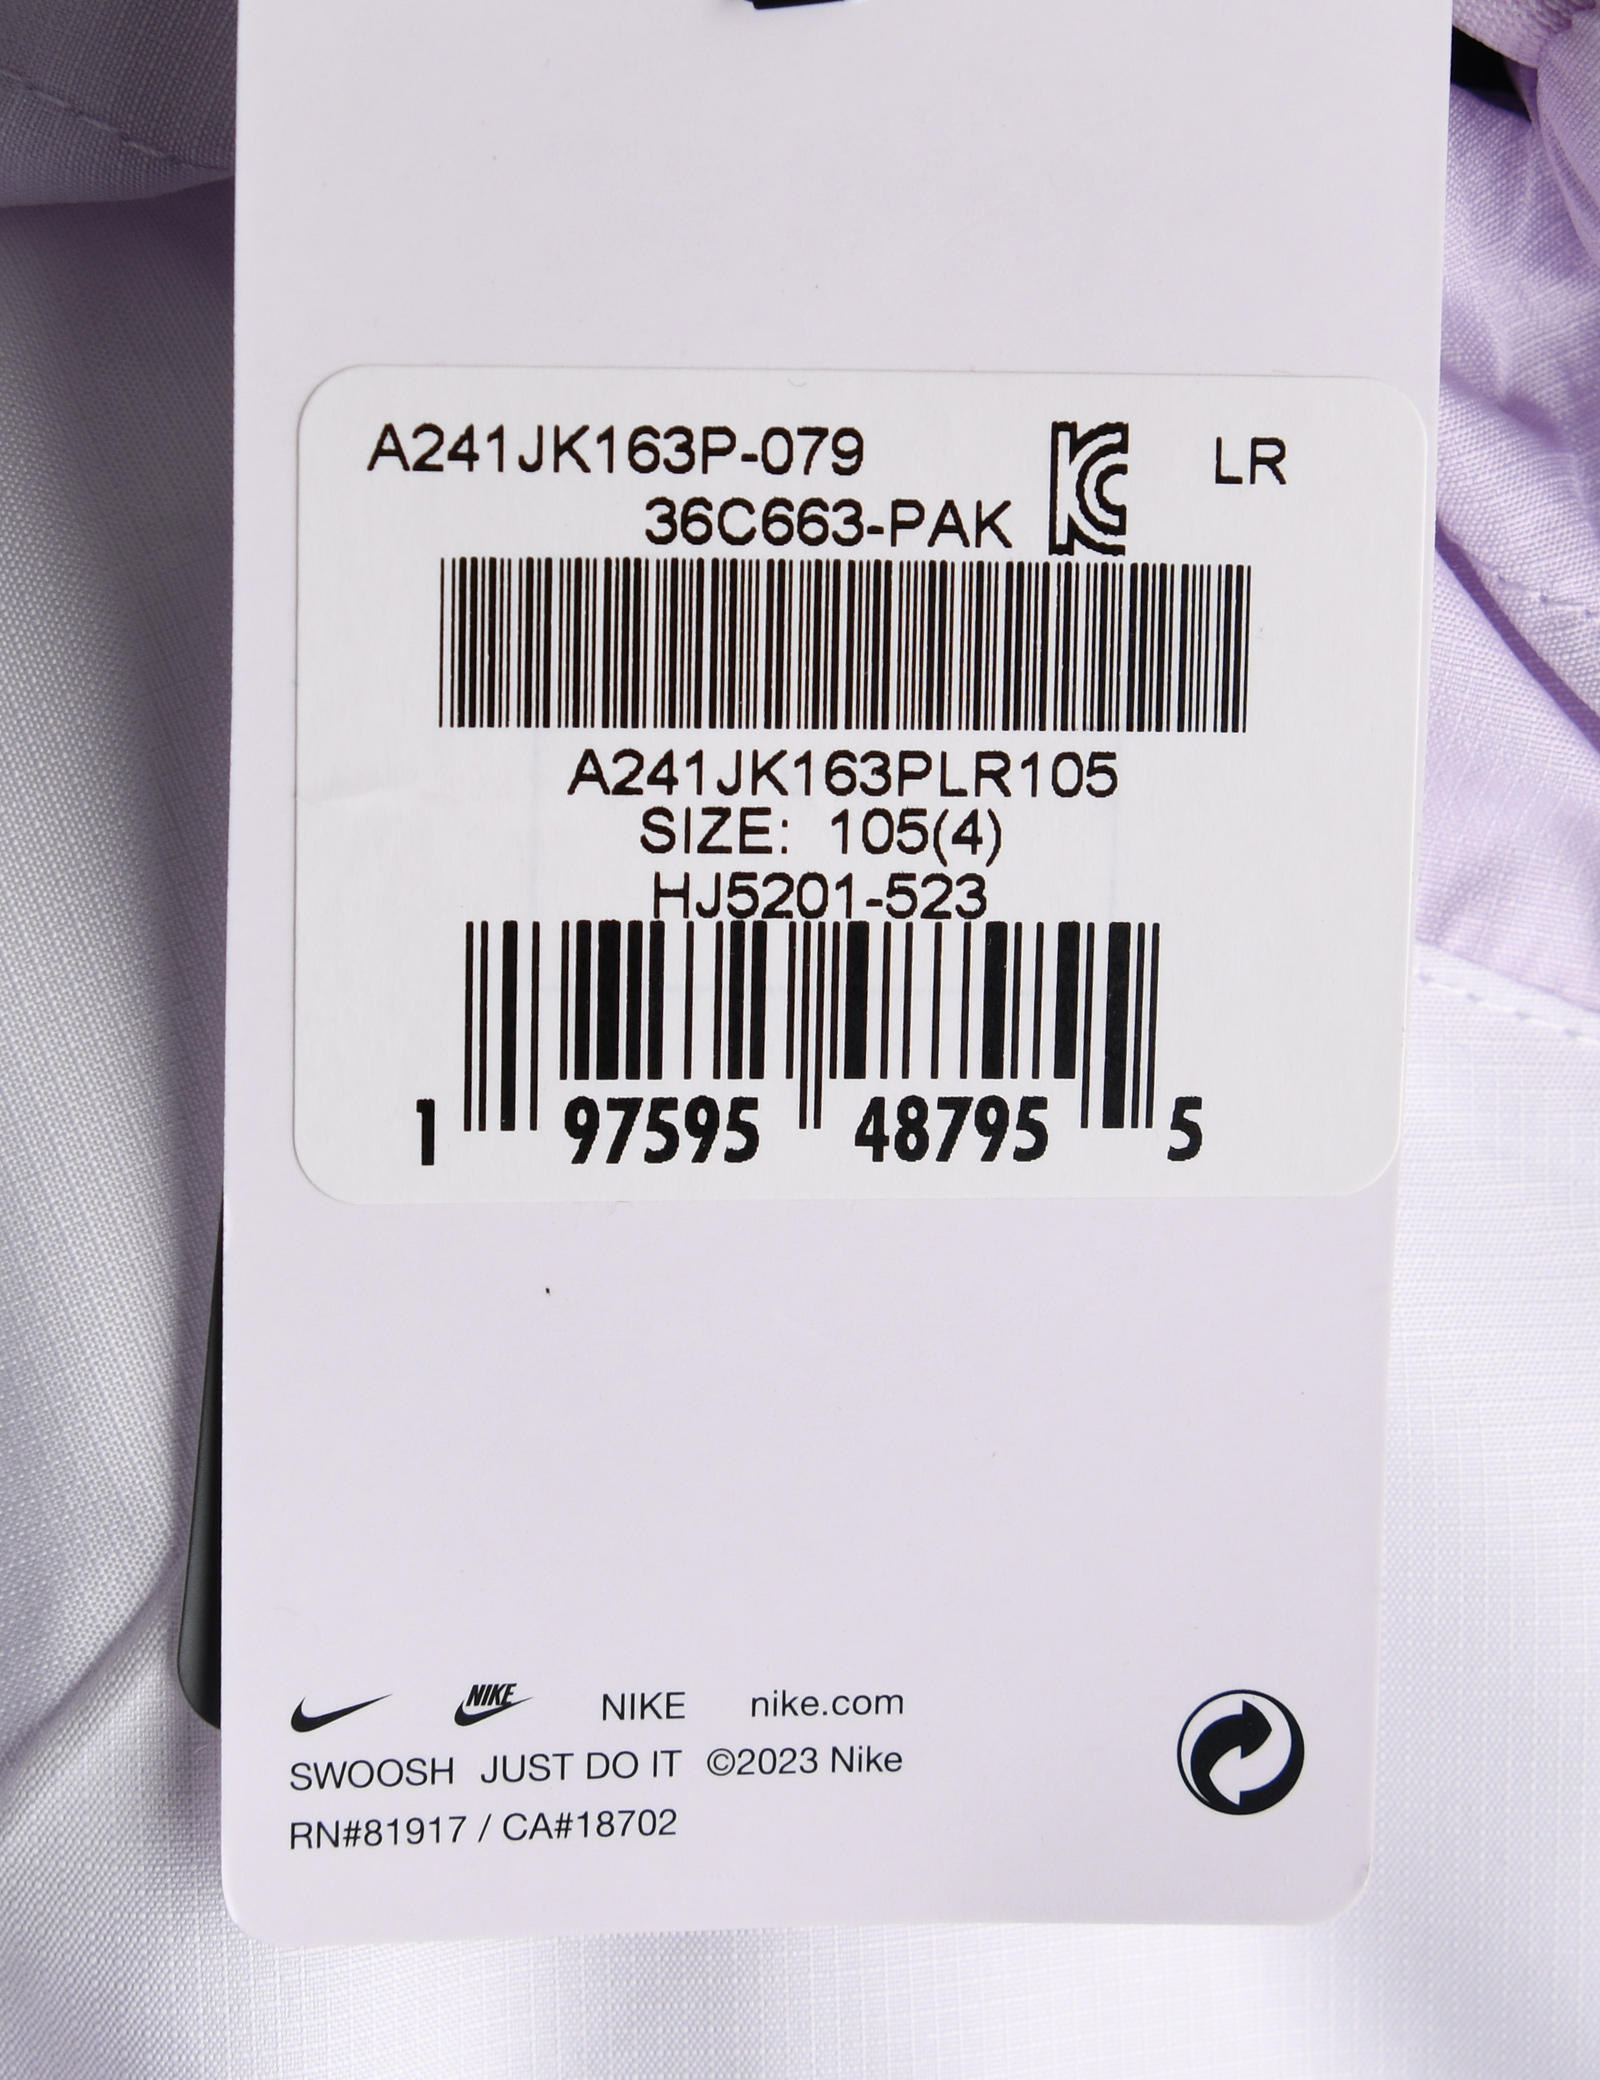 A241JK163P-079 LR
36C663-PAK
A241JK163PLR105
SIZE: 105(4)
HJ5201-523
1 97595 48795 5
NIKE NIKE nike.com
SWOOSH JUST DO IT ©2023 Nike
RN#81917 / CA#18702